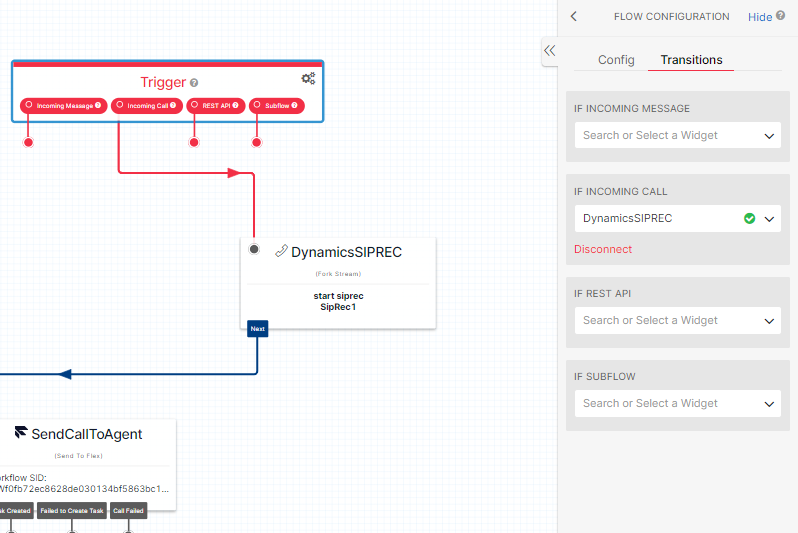 FLOW CONFIGURATION
Hide
Config
Transitions
Trigger
Incoming Message
Incoming Call
REST API
Subflow
IF INCOMING MESSAGE
Search or Select a Widget
IF INCOMING CALL
DynamicsSIPREC
Disconnect
IF REST API
Search or Select a Widget
IF SUBFLOW
Search or Select a Widget
DynamicsSIPREC
(Fork Stream)
start siprec
SipRec1
Next
SendCallToAgent
(Send To Flex)
orkflow SID:
Wf0fb72ec8628de030134bf5863bc1...
sk Created
Failed to Create Task
Call Failed